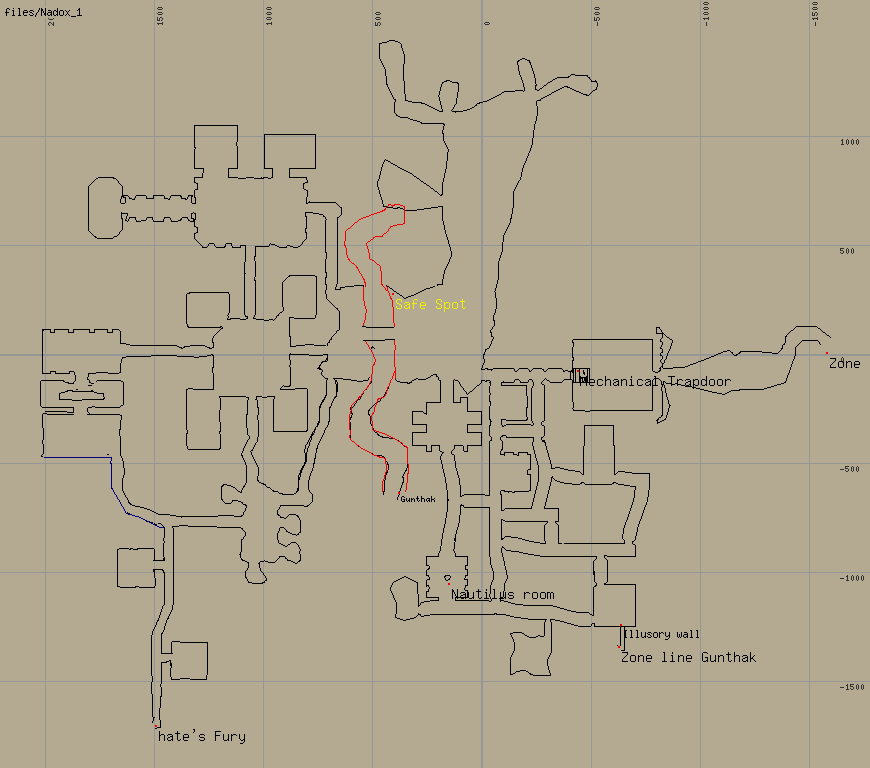 files/Nadox_1
1500
1000
500
0
-500
-1000
-1500
1000
500
Safe Spot
0
Zone
Mechanical Trapdoor
-500
Gunthak
-1000
Nautilus room
Illusory wall
Zone line Gunthak
-1500
hate's Fury